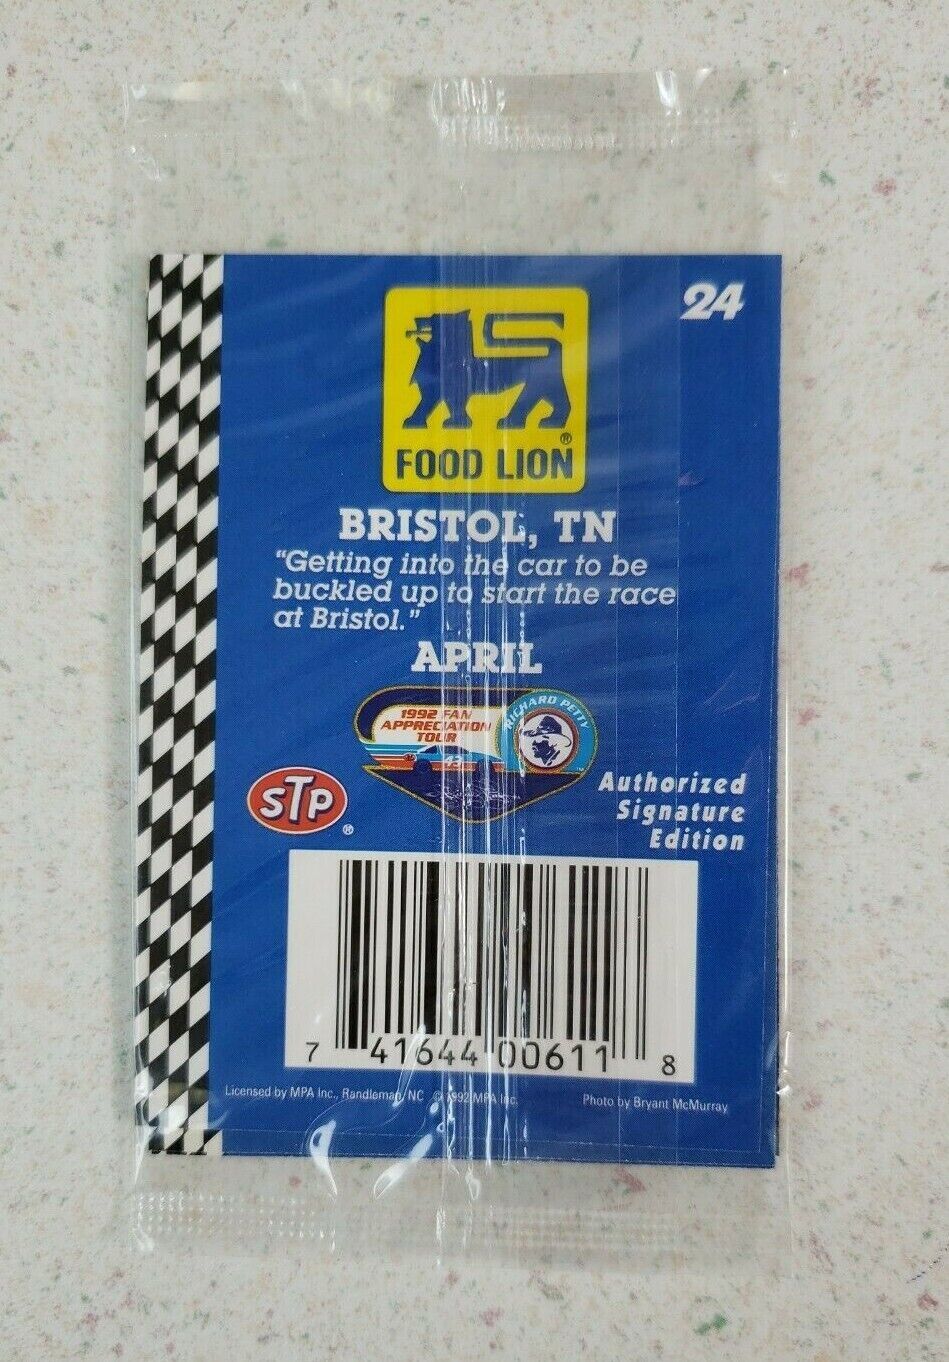 24
FOOD LION®
BRISTOL, TN
"Getting into the car to be
buckled up to start the race
at Bristol."
APRIL
1992 FAN
APPRECIATION
TOUR
RICHARD PETTY
43
STP®
Authorized
Signature
Edition
7 41644 00611 8
Licensed by MPA Inc., Randleman, NC © 1992 MPA Inc. Photo by Bryant McMurray